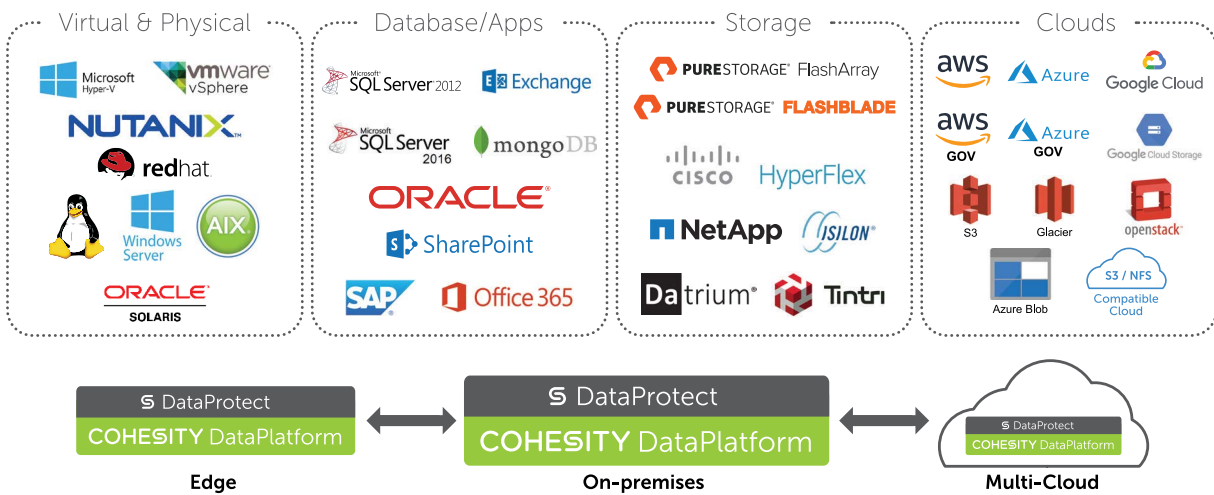 Virtual & Physical
Microsoft
Hyper-V
vmware®
vSphere
NUTANIX™
redhat.
Windows
Server
AIX
ORACLE®
SOLARIS
Database/Apps
Microsoft®
SQL Server®2012
Exchange
Microsoft
SQL Server
2016
mongoDB
ORACLE®
SharePoint
SAP
Office 365
Storage
PURESTORAGE® FlashArray
PURESTORAGE® FLASHBLADE
CISCO
HyperFlex
NetApp
ISILON®
Datrium®
Tintri
Clouds
aws
Azure
Google Cloud
aws
GOV
Azure
GOV
Google Cloud Storage
S3
Glacier
openstack™
Azure Blob
S3 / NFS
Compatible
Cloud
S DataProtect
COHESITY DataPlatform
Edge
S DataProtect
COHESITY DataPlatform
On-premises
S DataProtect
COHESITY DataPlatform
Multi-Cloud